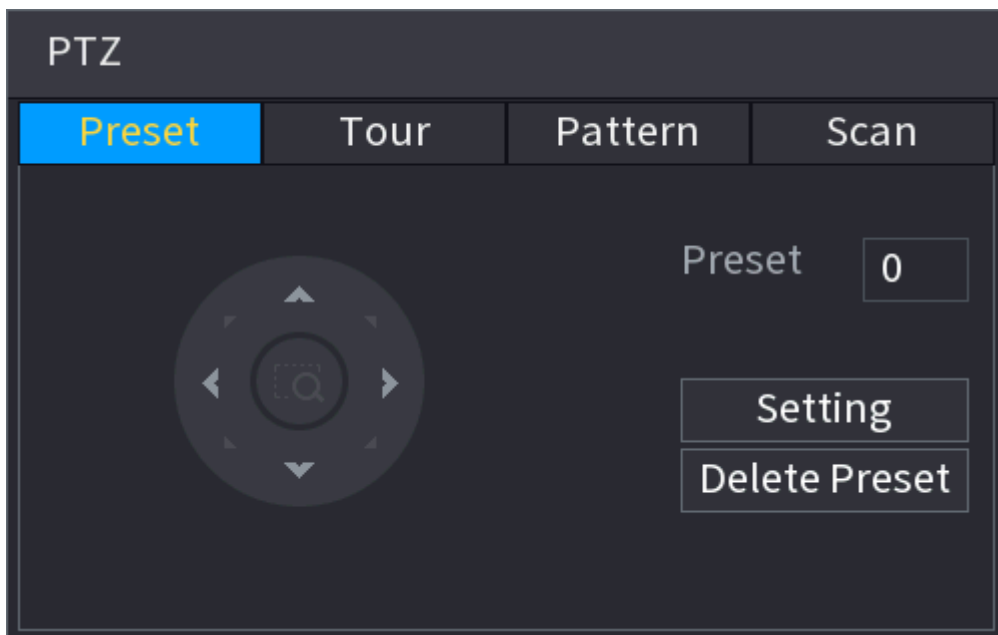 PTZ
Preset Tour Pattern Scan
Preset 0
Setting
Delete Preset